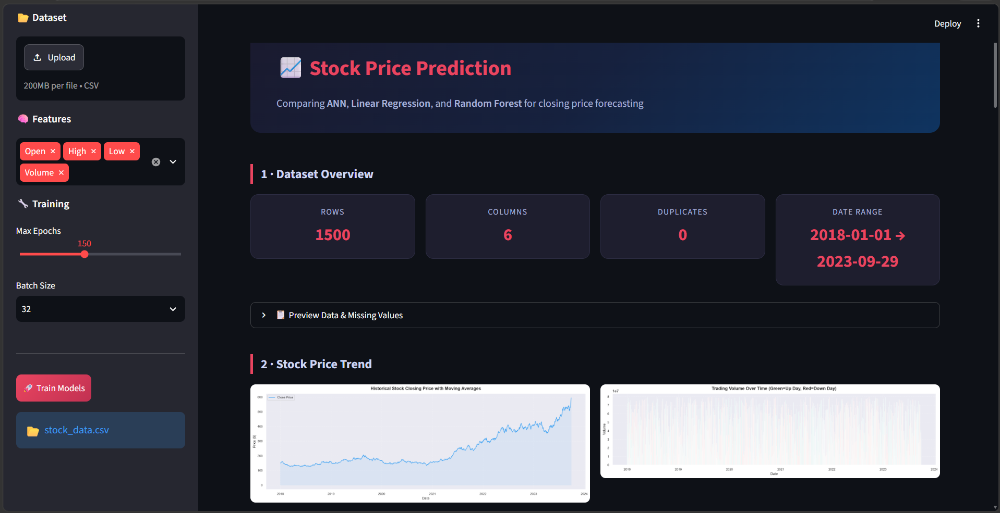 Dataset
Upload
200MB per file • CSV
Features
Open
High
Low
Volume
Training
Max Epochs
150
Batch Size
32
Train Models
stock_data.csv
Deploy
Stock Price Prediction
Comparing ANN, Linear Regression, and Random Forest for closing price forecasting
1 · Dataset Overview
ROWS
1500
COLUMNS
6
DUPLICATES
0
DATE RANGE
2018-01-01 →
2023-09-29
Preview Data & Missing Values
2 · Stock Price Trend
Historical Stock Closing Price with Moving Averages
Close Price
600
500
400
300
200
100
0
Price ($)
2018 2019 2020 2021 2022 2023 2024
Date
Trading Volume Over Time (Green=Up Day, Red=Down Day)
1e7
8
7
6
5
4
3
2
1
0
Volume
2018 2019 2020 2021 2022 2023 2024
Date